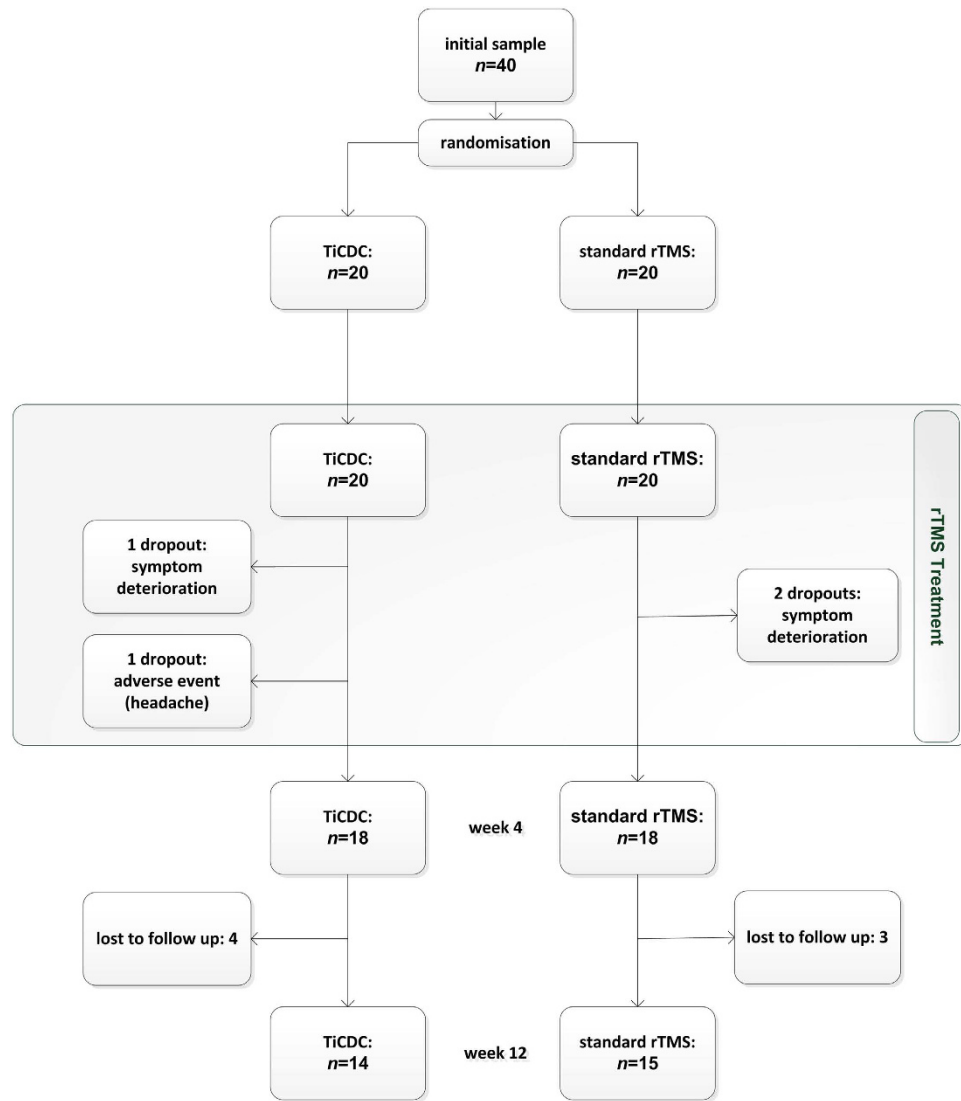 initial sample
n=40
randomisation
TiCDC:
n=20
standard rTMS:
n=20
TiCDC:
n=20
standard rTMS:
n=20
rTMS Treatment
1 dropout:
symptom
deterioration
2 dropouts:
symptom
deterioration
1 dropout:
adverse event
(headache)
TiCDC:
n=18
week 4
standard rTMS:
n=18
lost to follow up: 4
lost to follow up: 3
TiCDC:
n=14
week 12
standard rTMS:
n=15